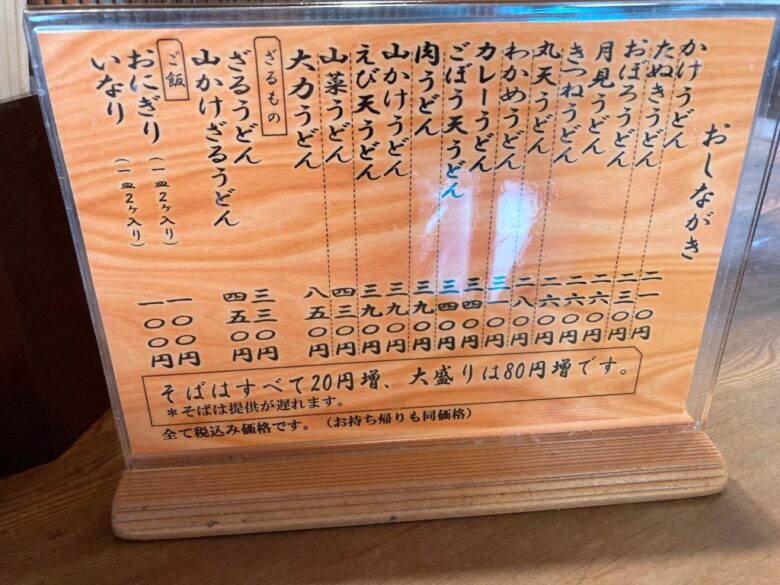 おしながき
かけうどん 二一〇円
たぬきうどん 二三〇円
おぼろうどん 二六〇円
月見うどん 二六〇円
きつねうどん 二六〇円
丸天うどん 二八〇円
わかめうどん 三一〇円
カレーうどん 三四〇円
ごぼう天うどん 三四〇円
肉うどん 三九〇円
山かけうどん 三九〇円
えび天うどん 三九〇円
山菜うどん 四三〇円
大力うどん 八五〇円
ざるもの
ざるうどん 三三〇円
山かけざるうどん 四五〇円
ご飯
おにぎり（一皿2ヶ入り） 一〇〇円
いなり（一皿2ヶ入り） 一〇〇円
そばはすべて20円増、大盛りは80円増です。
＊そばは提供が遅れます。
全て税込み価格です。（お持ち帰りも同価格）